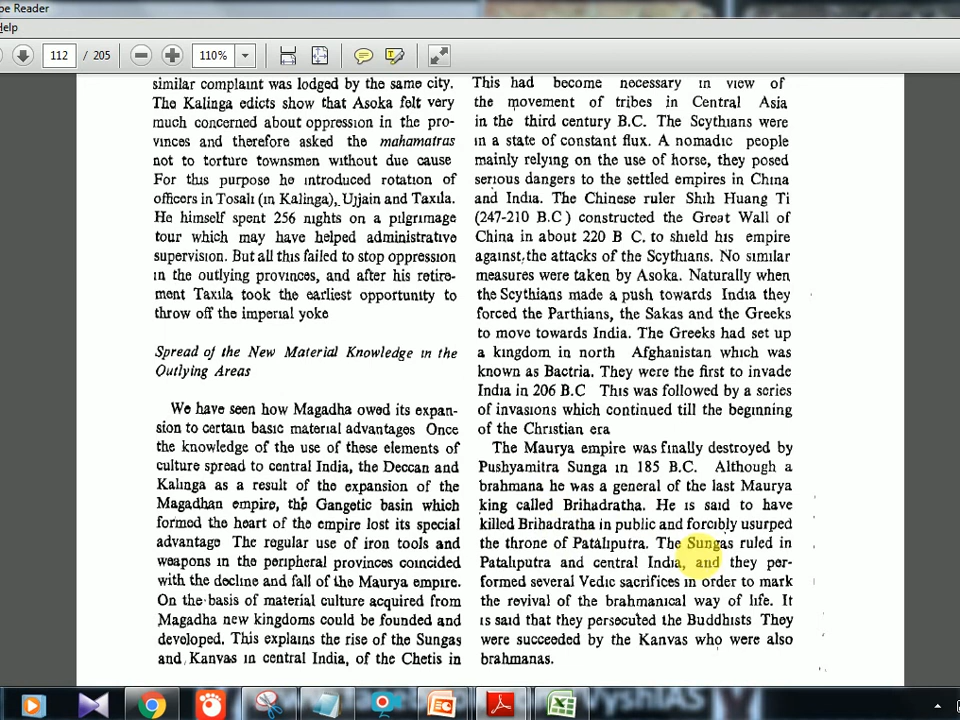 be Reader
Help
112 / 205 110%
similar complaint was lodged by the same city.
The Kalinga edicts show that Asoka felt very
much concerned about oppression in the pro-
vinces and therefore asked the mahamatras
not to torture townsmen without due cause
For this purpose he introduced rotation of
officers in Tosali (in Kalinga), Ujjain and Taxila.
He himself spent 256 nights on a pilgrimage
tour which may have helped administrative
supervision. But all this failed to stop oppression
in the outlying provinces, and after his retire-
ment Taxila took the earliest opportunity to
throw off the imperial yoke
Spread of the New Material Knowledge in the
Outlying Areas
We have seen how Magadha owed its expan-
sion to certain basic material advantages Once
the knowledge of the use of these elements of
culture spread to central India, the Deccan and
Kalinga as a result of the expansion of the
Magadhan empire, the Gangetic basin which
formed the heart of the empire lost its special
advantage The regular use of iron tools and
weapons in the peripheral provinces coincided
with the decline and fall of the Maurya empire.
On the basis of material culture acquired from
Magadha new kingdoms could be founded and
developed. This explains the rise of the Sungas
and Kanvas in central India, of the Chetis in
This had become necessary in view of
the movement of tribes in Central Asia
in the third century B.C. The Scythians were
in a state of constant flux. A nomadic people
mainly relying on the use of horse, they posed
serious dangers to the settled empires in China
and India. The Chinese ruler Shih Huang Ti
(247-210 B.C) constructed the Great Wall of
China in about 220 B C. to shield his empire
against the attacks of the Scythians. No similar
measures were taken by Asoka. Naturally when
the Scythians made a push towards India they
forced the Parthians, the Sakas and the Greeks
to move towards India. The Greeks had set up
a kingdom in north Afghanistan which was
known as Bactria. They were the first to invade
India in 206 B.C This was followed by a series
of invasions which continued till the beginning
of the Christian era
The Maurya empire was finally destroyed by
Pushyamitra Sunga in 185 B.C. Although a
brahmana he was a general of the last Maurya
king called Brihadratha. He is said to have
killed Brihadratha in public and forcibly usurped
the throne of Pataliputra. The Sungas ruled in
Pataliputra and central India, and they per-
formed several Vedic sacrifices in order to mark
the revival of the brahmanical way of life. It
is said that they persecuted the Buddhists They
were succeeded by the Kanvas who were also
brahmanas.